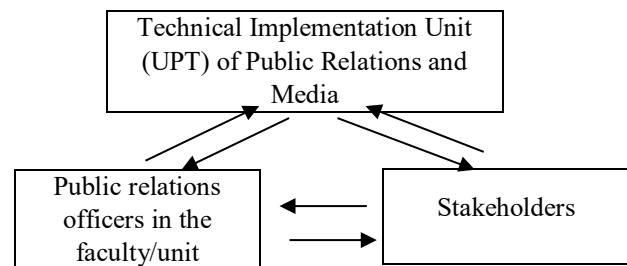 Technical Implementation Unit
(UPT) of Public Relations and
Media
Public relations
officers in the
faculty/unit
Stakeholders